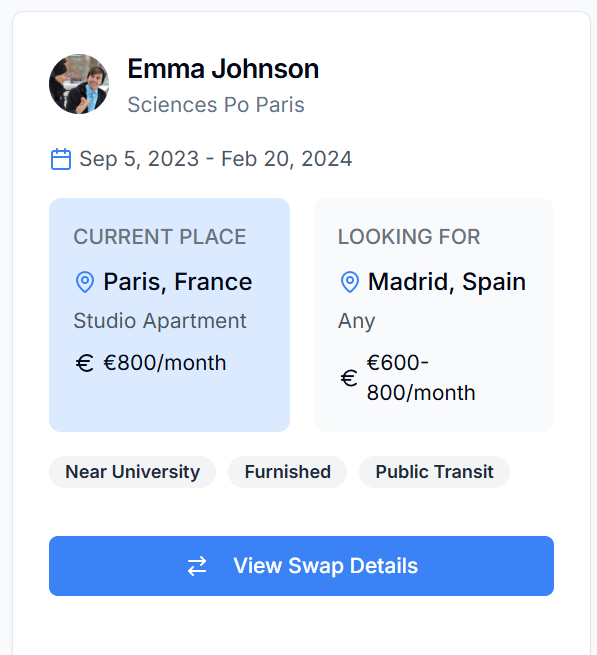 Emma Johnson
Sciences Po Paris
Sep 5, 2023 - Feb 20, 2024
CURRENT PLACE
Paris, France
Studio Apartment
€ €800/month
LOOKING FOR
Madrid, Spain
Any
€ €600-
800/month
Near University
Furnished
Public Transit
View Swap Details